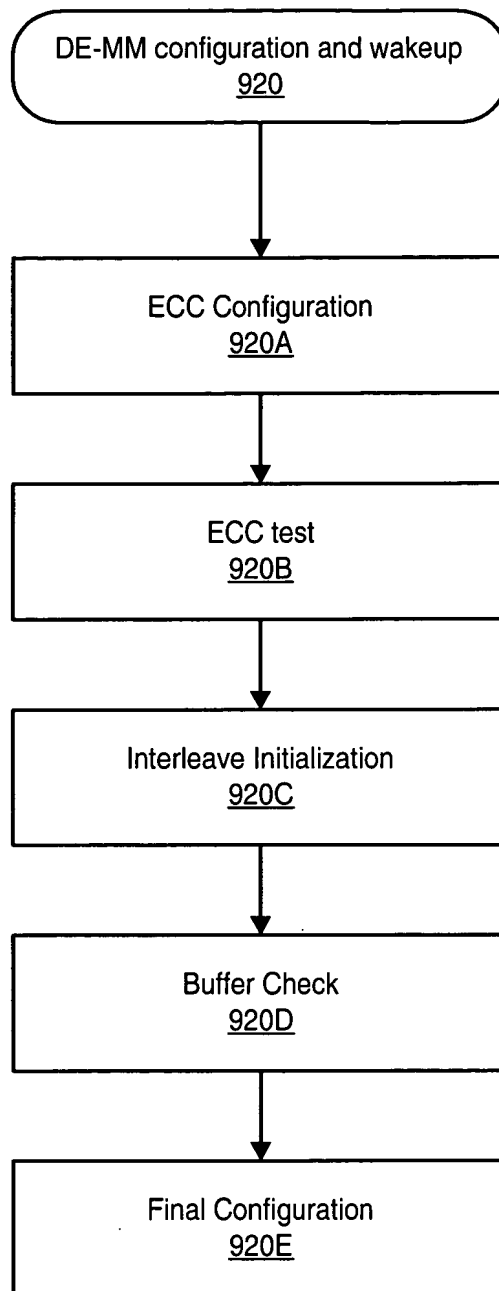 DE-MM configuration and wakeup
920
ECC Configuration
920A
ECC test
920B
Interleave Initialization
920C
Buffer Check
920D
Final Configuration
920E